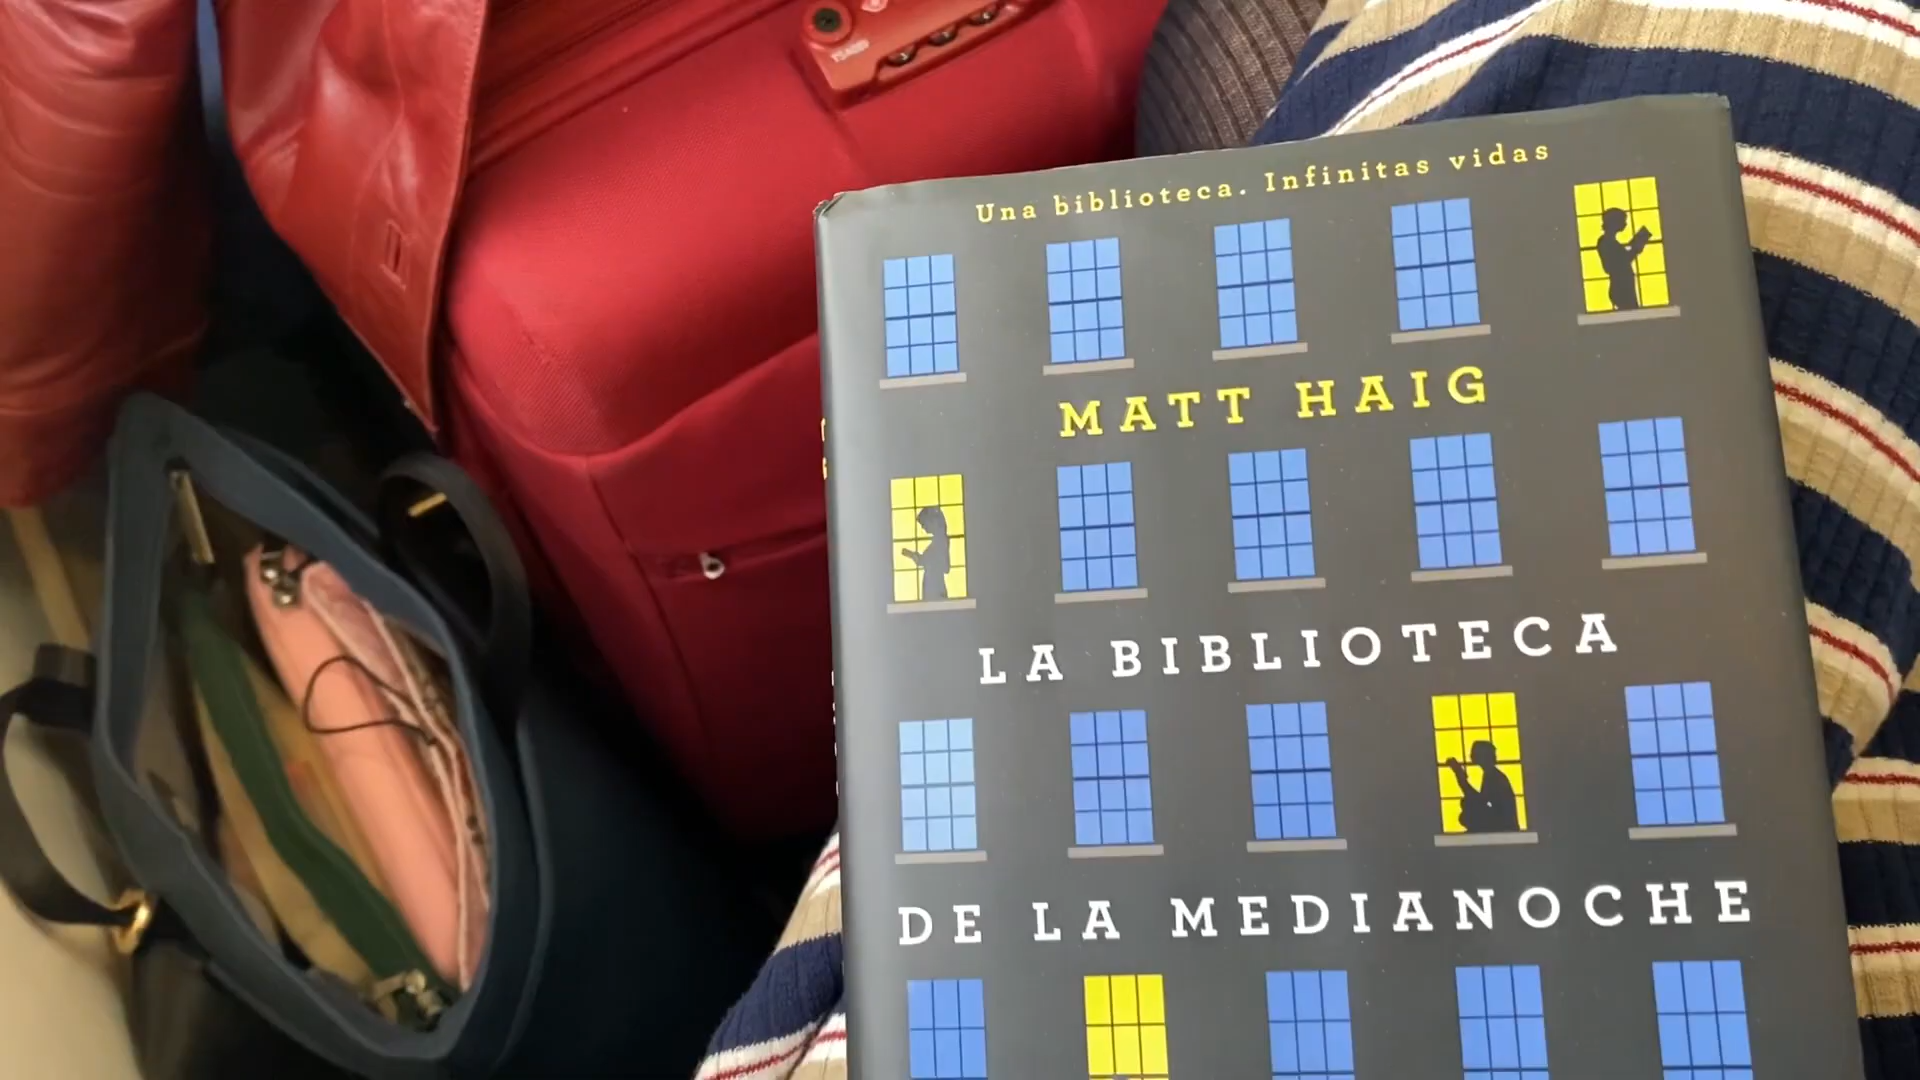 Una biblioteca. Infinitas vidas
MATT HAIG
LA BIBLIOTECA
DE LA MEDIANOCHE